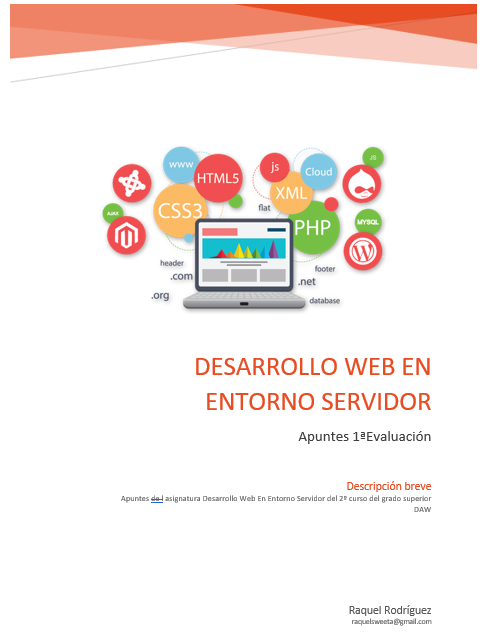 www
HTML5
js
Cloud
JS
XML
CSS3
AJAX
flat
PHP
MYSQL
header
.com
.org
footer
.net
database
DESARROLLO WEB EN
ENTORNO SERVIDOR
Apuntes 1ªEvaluación
Descripción breve
Apuntes de l asignatura Desarrollo Web En Entorno Servidor del 2º curso del grado superior
DAW
Raquel Rodríguez
raquelsweeta@gmail.com